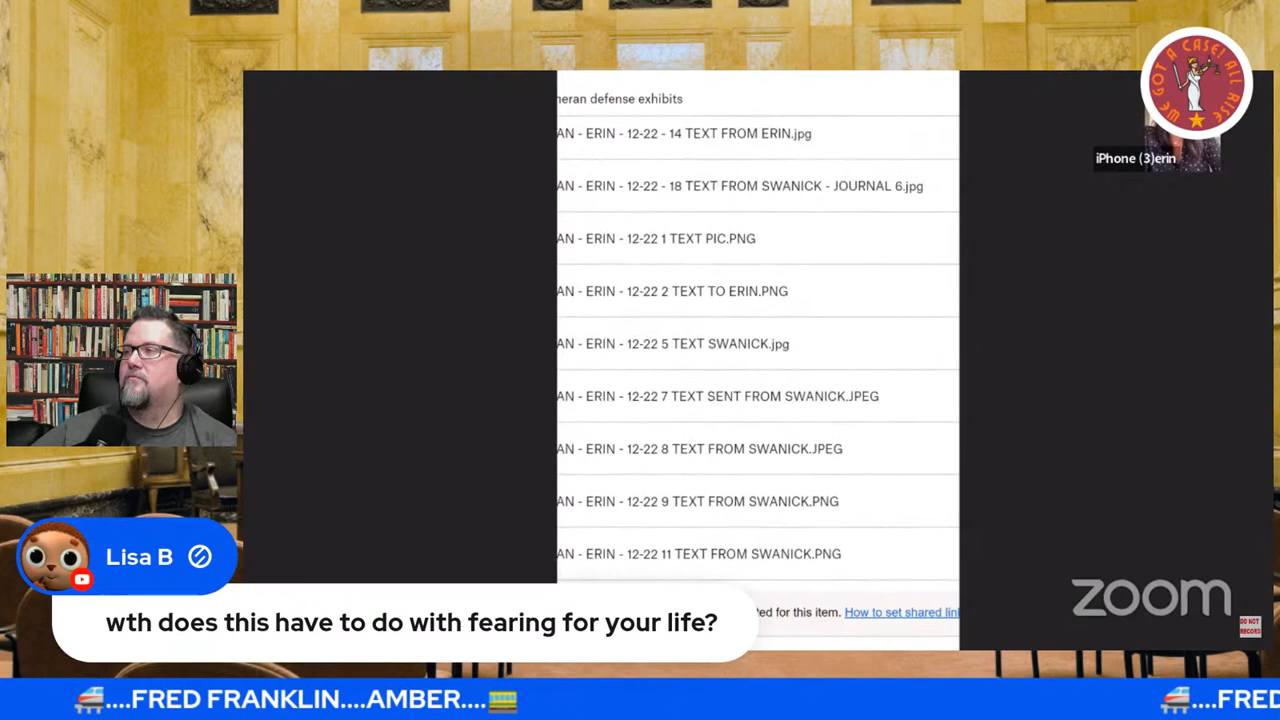 WE GOT A CASE! ALL RISE
neran defense exhibits
AN - ERIN - 12-22 - 14 TEXT FROM ERIN.jpg
iPhone (3)erin
AN - ERIN - 12-22 - 18 TEXT FROM SWANICK - JOURNAL 6.jpg
AN - ERIN - 12-22 1 TEXT PIC.PNG
AN - ERIN - 12-22 2 TEXT TO ERIN.PNG
AN - ERIN - 12-22 5 TEXT SWANICK.jpg
AN - ERIN - 12-22 7 TEXT SENT FROM SWANICK.JPEG
AN - ERIN - 12-22 8 TEXT FROM SWANICK.JPEG
AN - ERIN - 12-22 9 TEXT FROM SWANICK.PNG
AN - ERIN - 12-22 11 TEXT FROM SWANICK.PNG
ted for this item. How to set shared lin
zoom
DO NOT
RECORD
Lisa B
wth does this have to do with fearing for your life?
....FRED FRANKLIN....AMBER....
....FRED